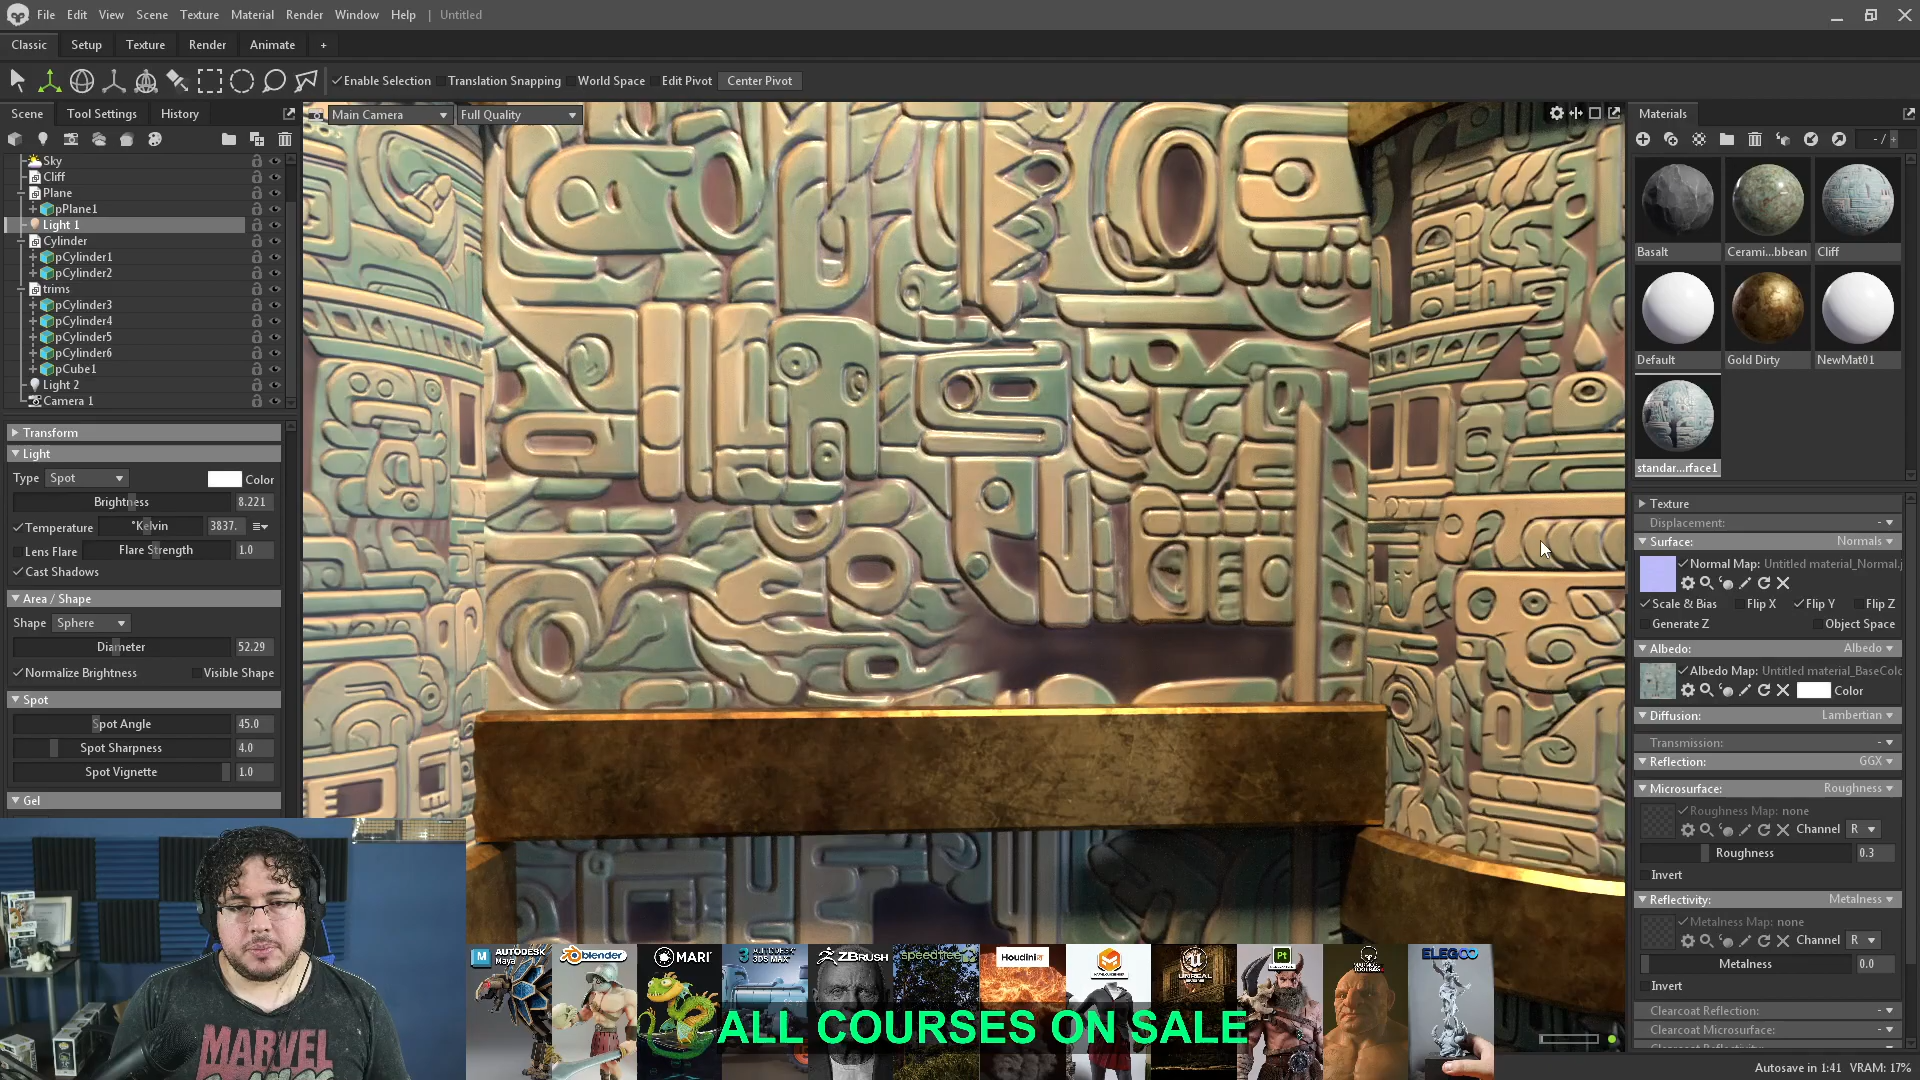 File Edit View Scene Texture Material Render Window Help | Untitled
Classic Setup Texture Render Animate +
Enable Selection Translation Snapping World Space Edit Pivot Center Pivot
Scene Tool Settings History
Main Camera Full Quality
Materials
- / +
Sky
Cliff
Plane
pPlane1
Light 1
Cylinder
pCylinder1
pCylinder2
trims
pCylinder3
pCylinder4
pCylinder5
pCylinder6
pCube1
Light 2
Camera 1
Transform
Light
Type Spot Color
Brightness 8.221
Temperature °Kelvin 3837.
Lens Flare Flare Strength 1.0
Cast Shadows
Area / Shape
Shape Sphere
Diameter 52.29
Normalize Brightness Visible Shape
Spot
Spot Angle 45.0
Spot Sharpness 4.0
Spot Vignette 1.0
Gel
Basalt Cerami...bbean Cliff
Default Gold Dirty NewMat01
standar...rface1
Texture
Displacement: -
Surface: Normals
Normal Map: Untitled material_Normal.j
Scale & Bias Flip X Flip Y Flip Z
Generate Z Object Space
Albedo: Albedo
Albedo Map: Untitled material_BaseColo
Color
Diffusion: Lambertian
Transmission: -
Reflection: GGX
Microsurface: Roughness
Roughness Map: none
Channel R
Roughness 0.3
Invert
Reflectivity: Metalness
Metalness Map: none
Channel R
Metalness 0.0
Invert
Clearcoat Reflection:
Clearcoat Microsurface:
Autosave in 1:41 VRAM: 17%
MARVEL
M AUTODESK Maya
blender
MARI
3DS MAX
ZBRUSH
speedtree
Houdini
UNREAL
Pt
ELEGOO
ALL COURSES ON SALE